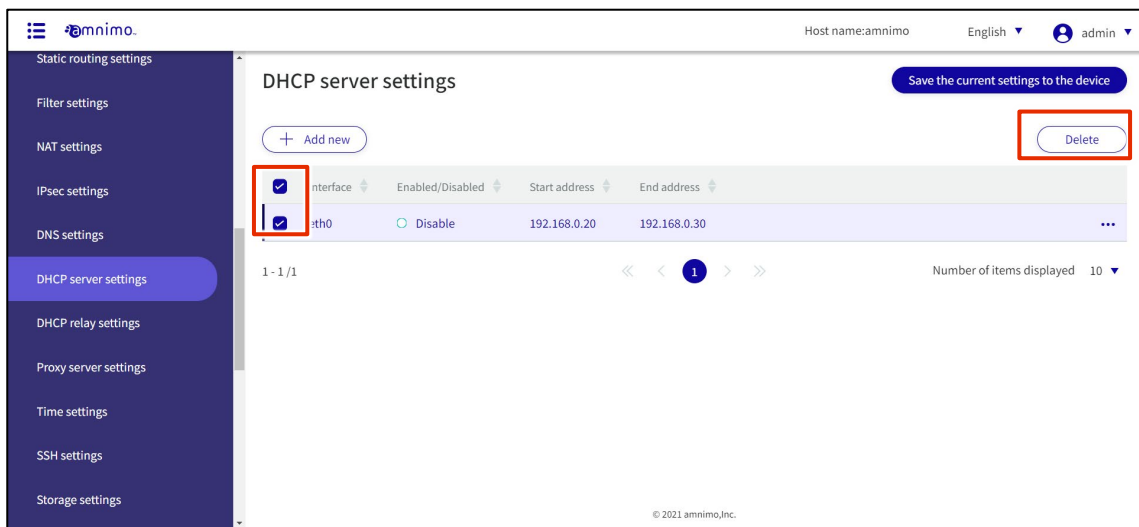 amnimo
Host name:amnimo
English
admin
Static routing settings
Filter settings
NAT settings
IPsec settings
DNS settings
DHCP server settings
DHCP relay settings
Proxy server settings
Time settings
SSH settings
Storage settings
DHCP server settings
Save the current settings to the device
+ Add new
Delete
nterface Enabled/Disabled Start address End address
eth0 Disable 192.168.0.20 192.168.0.30 ...
1 - 1 /1
1
Number of items displayed 10
© 2021 amnimo,Inc.